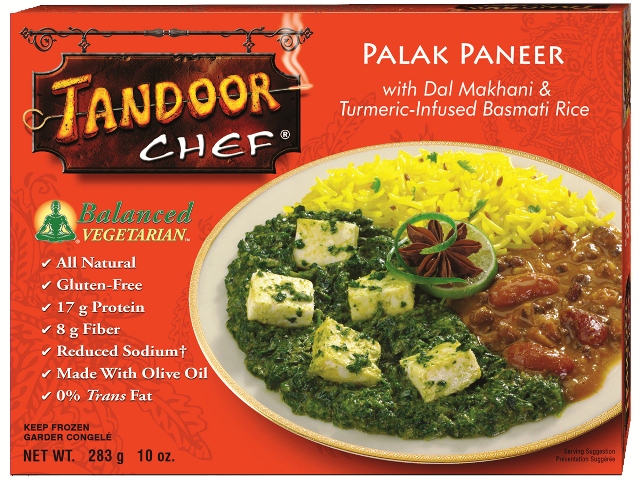 TANDOOR
CHEF®
PALAK PANEER
with Dal Makhani &
Turmeric-Infused Basmati Rice
Balanced
VEGETARIAN™
✓ All Natural
✓ Gluten-Free
✓ 17 g Protein
✓ 8 g Fiber
✓ Reduced Sodium†
✓ Made With Olive Oil
✓ 0% Trans Fat
KEEP FROZEN
GARDER CONGELÉ
NET WT. 283 g 10 oz.
Serving Suggestion
Présentation Suggérée